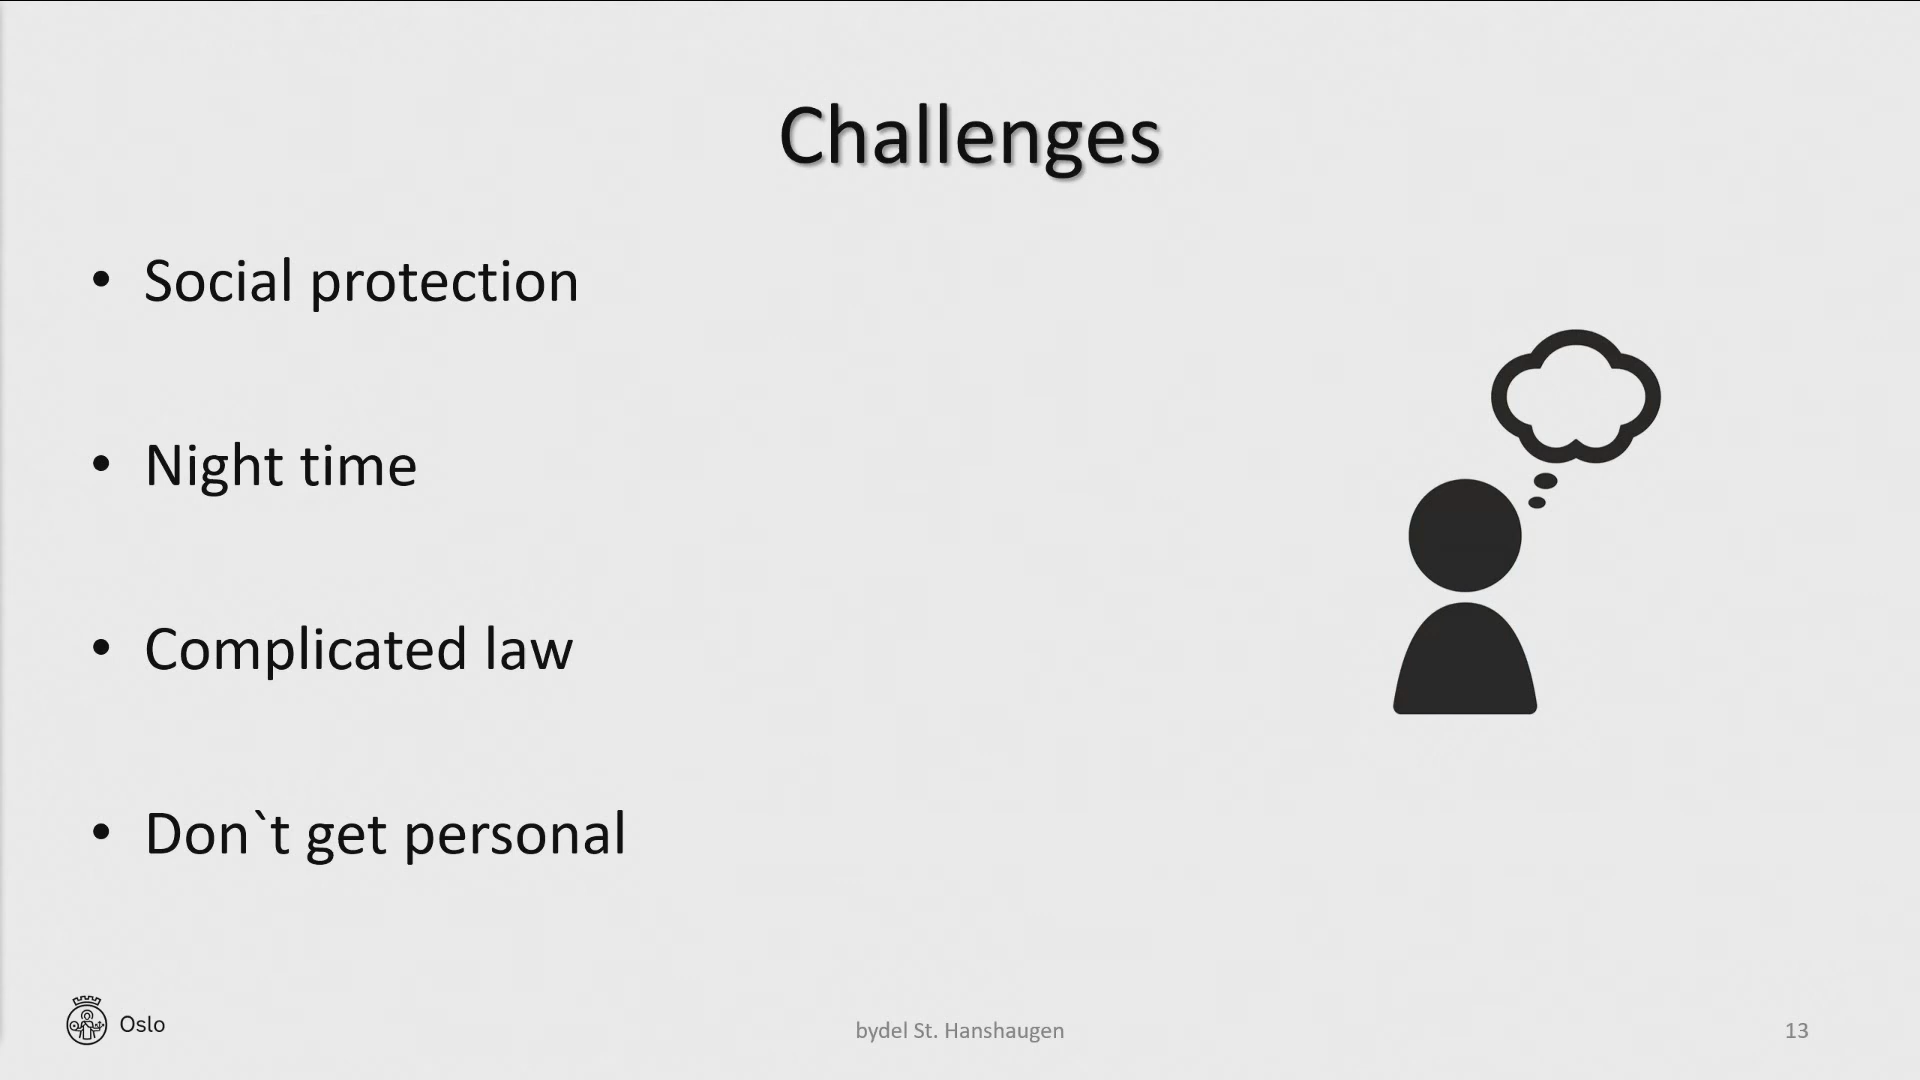 Challenges
• Social protection
• Night time
• Complicated law
• Don`t get personal
Oslo
bydel St. Hanshaugen
13